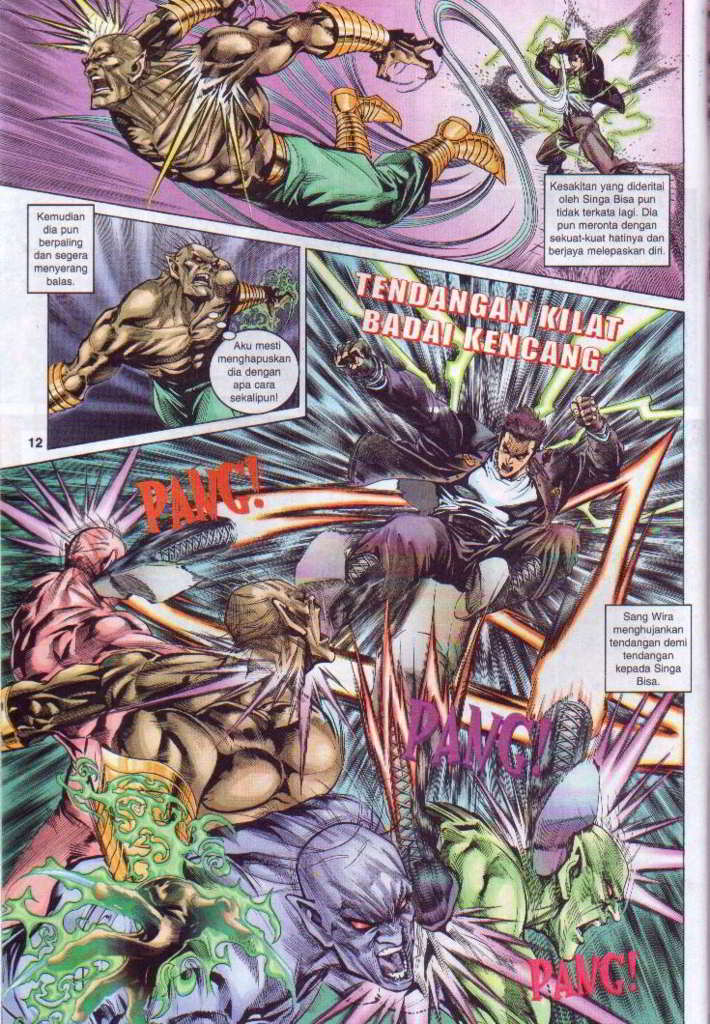 Kesakitan yang dideritai
oleh Singa Bisa pun
tidak terkata lagi. Dia
pun meronta dengan
sekuat-kuat hatinya dan
berjaya melepaskan diri.
Kemudian
dia pun
berpaling
dan segera
menyerang
balas.
Aku mesti
menghapuskan
dia dengan
apa cara
sekalipun!
TENDANGAN KILAT
BADAI KENCANG
12
PANG!
Sang Wira
menghujankan
tendangan demi
tendangan
kepada Singa
Bisa.
PANG!
PANG!